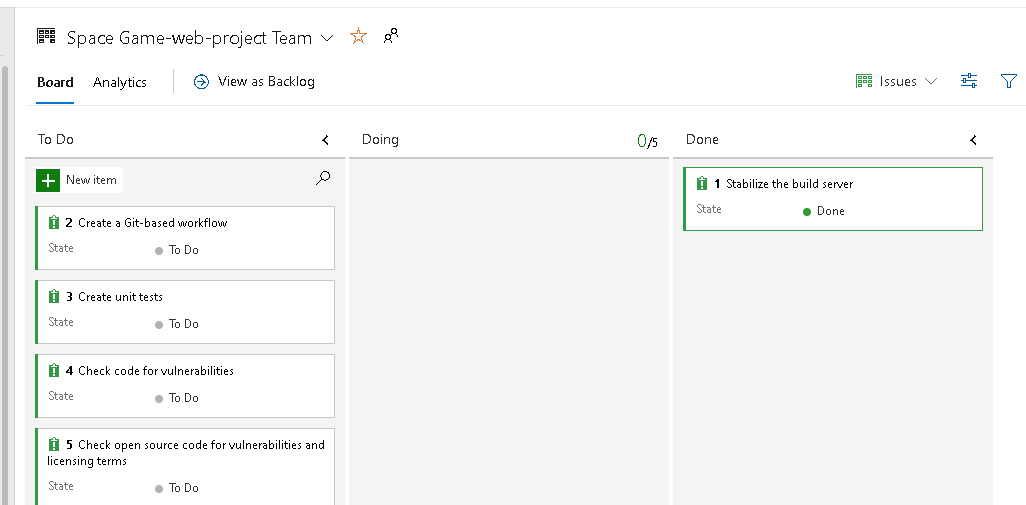 Space Game-web-project Team
Board Analytics View as Backlog Issues
To Do Doing 0/5 Done
New item
2 Create a Git-based workflow
State To Do
3 Create unit tests
State To Do
4 Check code for vulnerabilities
State To Do
5 Check open source code for vulnerabilities and
licensing terms
State To Do
1 Stabilize the build server
State Done